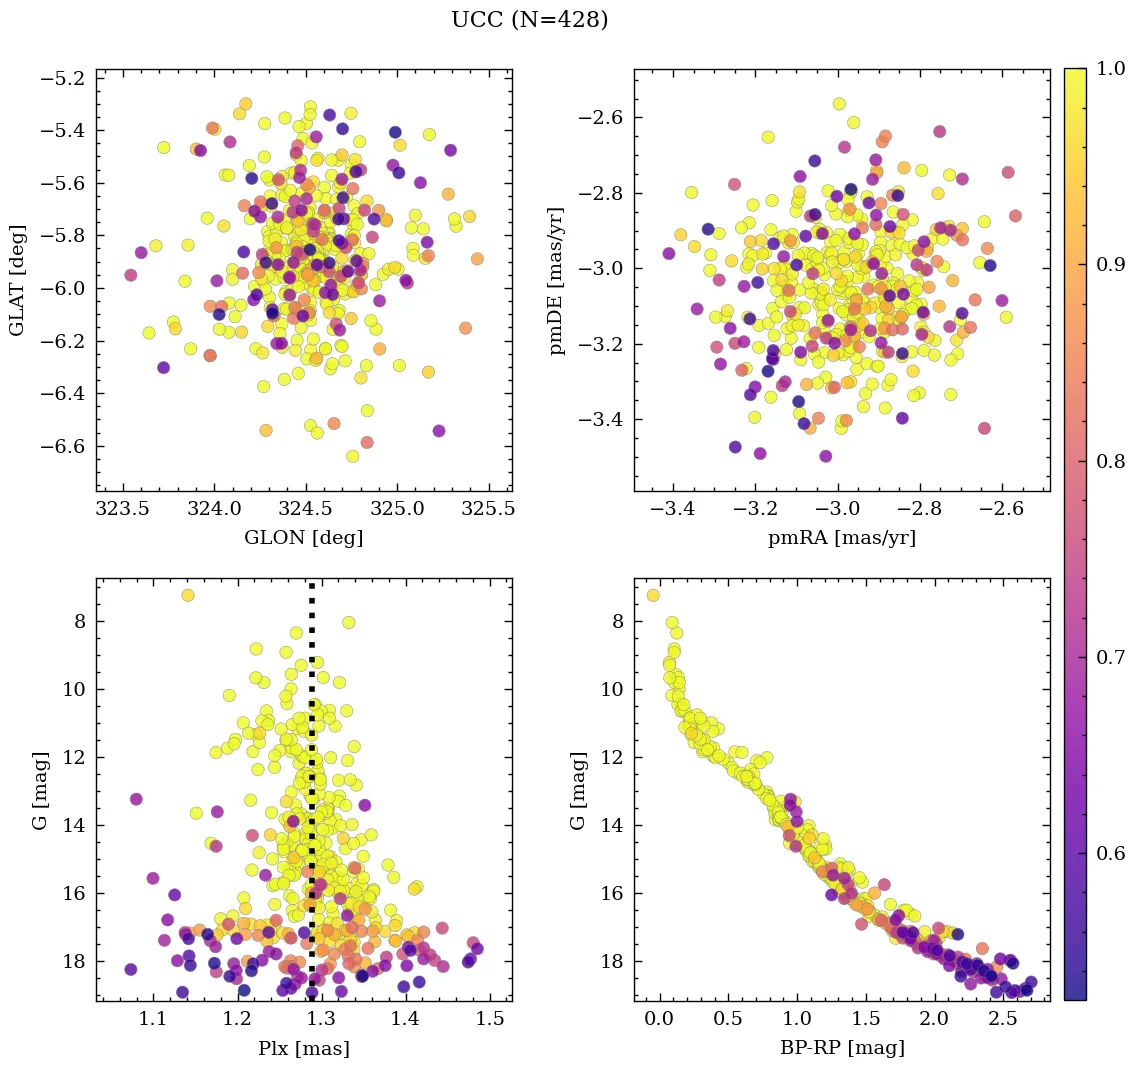 UCC (N=428)
−5.2
−5.4
−5.6
−5.8
−6.0
−6.2
−6.4
−6.6
GLAT [deg]
323.5 324.0 324.5 325.0 325.5
GLON [deg]
−2.6
−2.8
−3.0
−3.2
−3.4
pmDE [mas/yr]
−3.4 −3.2 −3.0 −2.8 −2.6
pmRA [mas/yr]
8
10
12
14
16
18
G [mag]
1.1 1.2 1.3 1.4 1.5
Plx [mas]
8
10
12
14
16
18
G [mag]
0.0 0.5 1.0 1.5 2.0 2.5
BP-RP [mag]
1.0
0.9
0.8
0.7
0.6